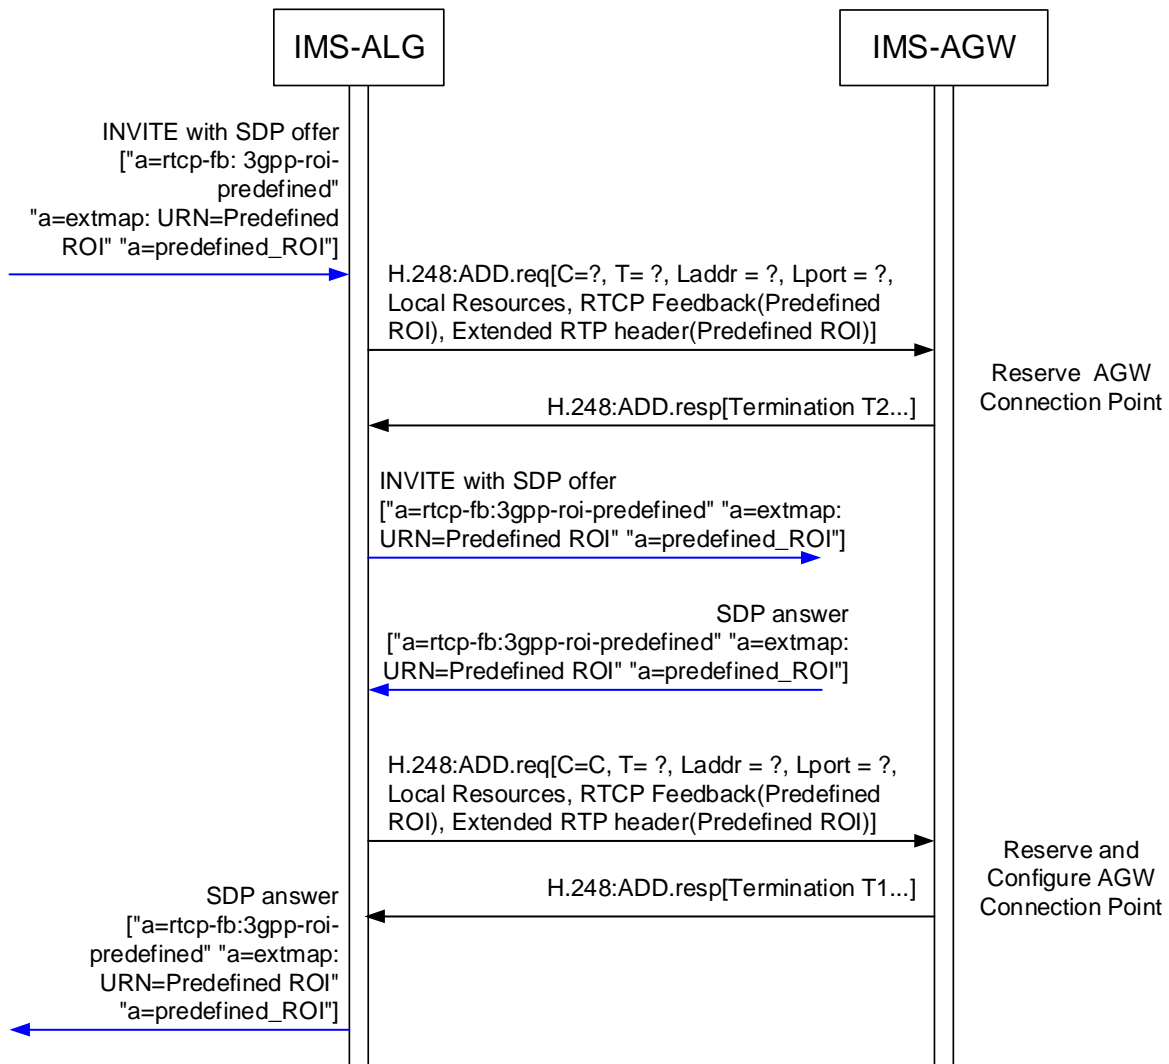 IMS-ALG
IMS-AGW
INVITE with SDP offer
["a=rtcp-fb: 3gpp-roi-
predefined"
"a=extmap: URN=Predefined
ROI" "a=predefined_ROI"]
H.248:ADD.req[C=?, T= ?, Laddr = ?, Lport = ?,
Local Resources, RTCP Feedback(Predefined
ROI), Extended RTP header(Predefined ROI)]
Reserve AGW
Connection Point
H.248:ADD.resp[Termination T2...]
INVITE with SDP offer
["a=rtcp-fb:3gpp-roi-predefined" "a=extmap:
URN=Predefined ROI" "a=predefined_ROI"]
SDP answer
["a=rtcp-fb:3gpp-roi-predefined" "a=extmap:
URN=Predefined ROI" "a=predefined_ROI"]
H.248:ADD.req[C=C, T= ?, Laddr = ?, Lport = ?,
Local Resources, RTCP Feedback(Predefined
ROI), Extended RTP header(Predefined ROI)]
Reserve and
Configure AGW
Connection Point
H.248:ADD.resp[Termination T1...]
SDP answer
["a=rtcp-fb:3gpp-roi-
predefined" "a=extmap:
URN=Predefined ROI"
"a=predefined_ROI"]